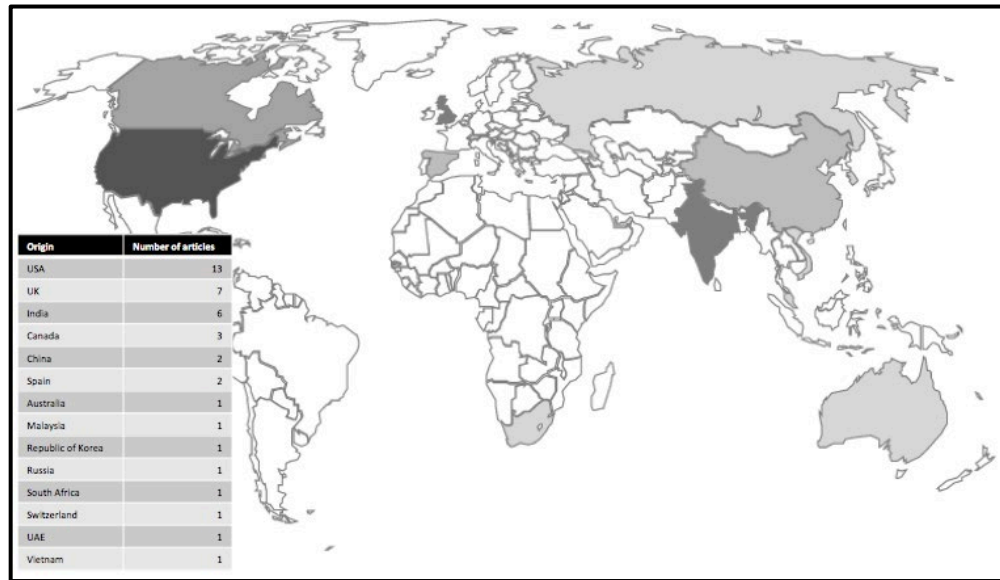 Origin Number of articles
USA 13
UK 7
India 6
Canada 3
China 2
Spain 2
Australia 1
Malaysia 1
Republic of Korea 1
Russia 1
South Africa 1
Switzerland 1
UAE 1
Vietnam 1